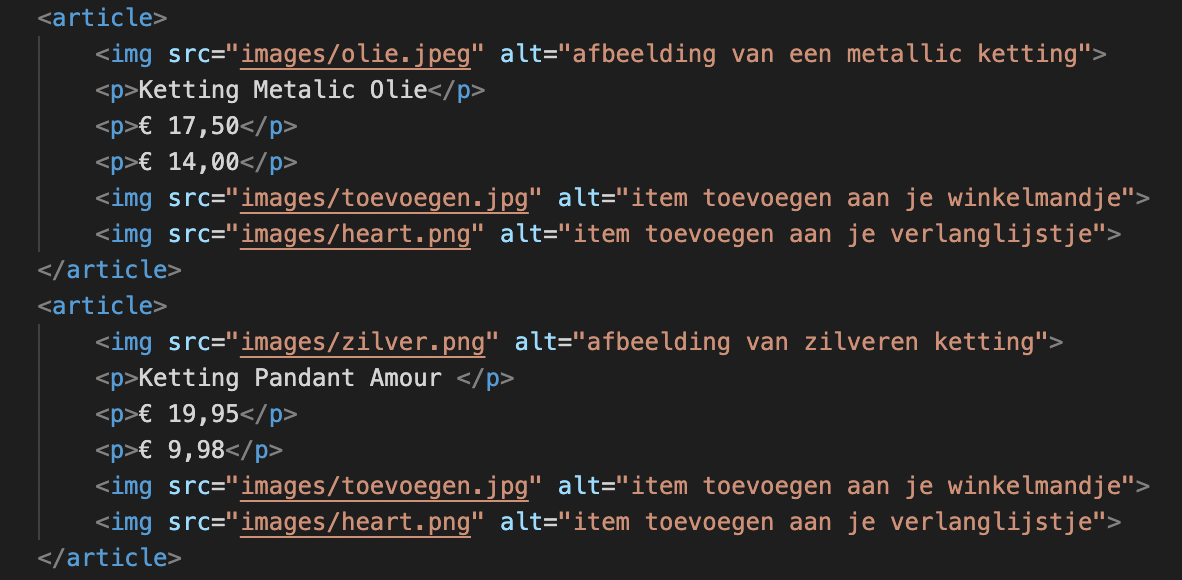 <article>
<img src="images/olie.jpeg" alt="afbeelding van een metallic ketting">
<p>Ketting Metalic Olie</p>
<p>€ 17,50</p>
<p>€ 14,00</p>
<img src="images/toevoegen.jpg" alt="item toevoegen aan je winkelmandje">
<img src="images/heart.png" alt="item toevoegen aan je verlanglijstje">
</article>
<article>
<img src="images/zilver.png" alt="afbeelding van zilveren ketting">
<p>Ketting Pandant Amour </p>
<p>€ 19,95</p>
<p>€ 9,98</p>
<img src="images/toevoegen.jpg" alt="item toevoegen aan je winkelmandje">
<img src="images/heart.png" alt="item toevoegen aan je verlanglijstje">
</article>